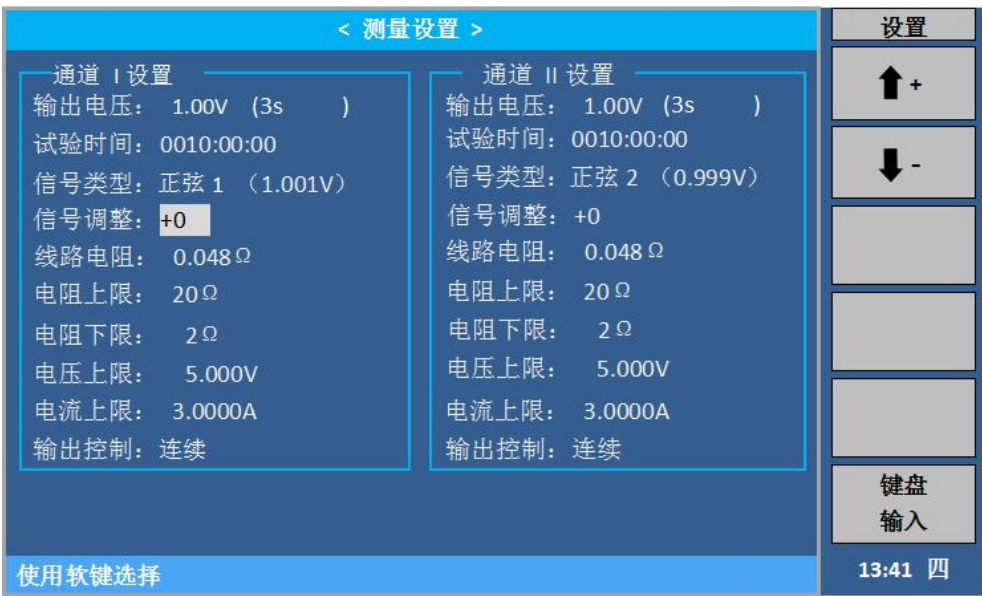 < 测量设置 >
通道 I 设置
输出电压： 1.00V (3s )
试验时间：0010:00:00
信号类型：正弦 1 （1.001V）
信号调整：+0
线路电阻： 0.048Ω
电阻上限： 20Ω
电阻下限： 2Ω
电压上限： 5.000V
电流上限： 3.0000A
输出控制：连续
通道 II 设置
输出电压： 1.00V (3s )
试验时间：0010:00:00
信号类型：正弦 2 （0.999V）
信号调整：+0
线路电阻： 0.048Ω
电阻上限： 20Ω
电阻下限： 2Ω
电压上限： 5.000V
电流上限： 3.0000A
输出控制：连续
使用软键选择
设置
+
-
键盘
输入
13:41 四